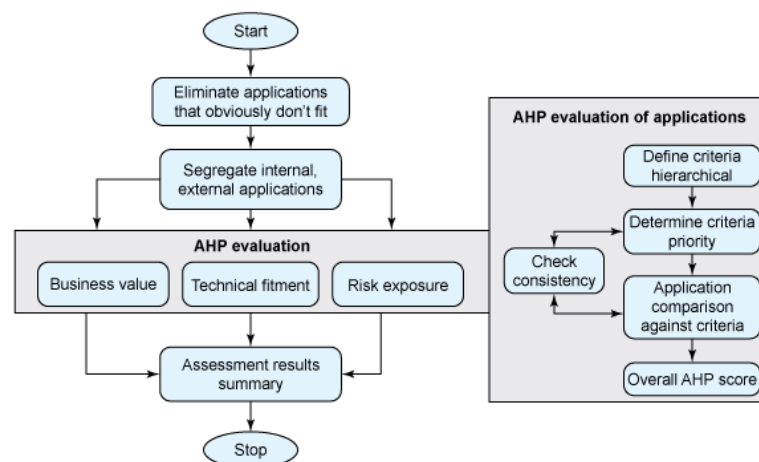 Start
Eliminate applications
that obviously don't fit
Segregate internal,
external applications
AHP evaluation
Business value
Technical fitment
Risk exposure
Assessment results
summary
Stop
AHP evaluation of applications
Define criteria
hierarchical
Determine criteria
priority
Check
consistency
Application
comparison
against criteria
Overall AHP score